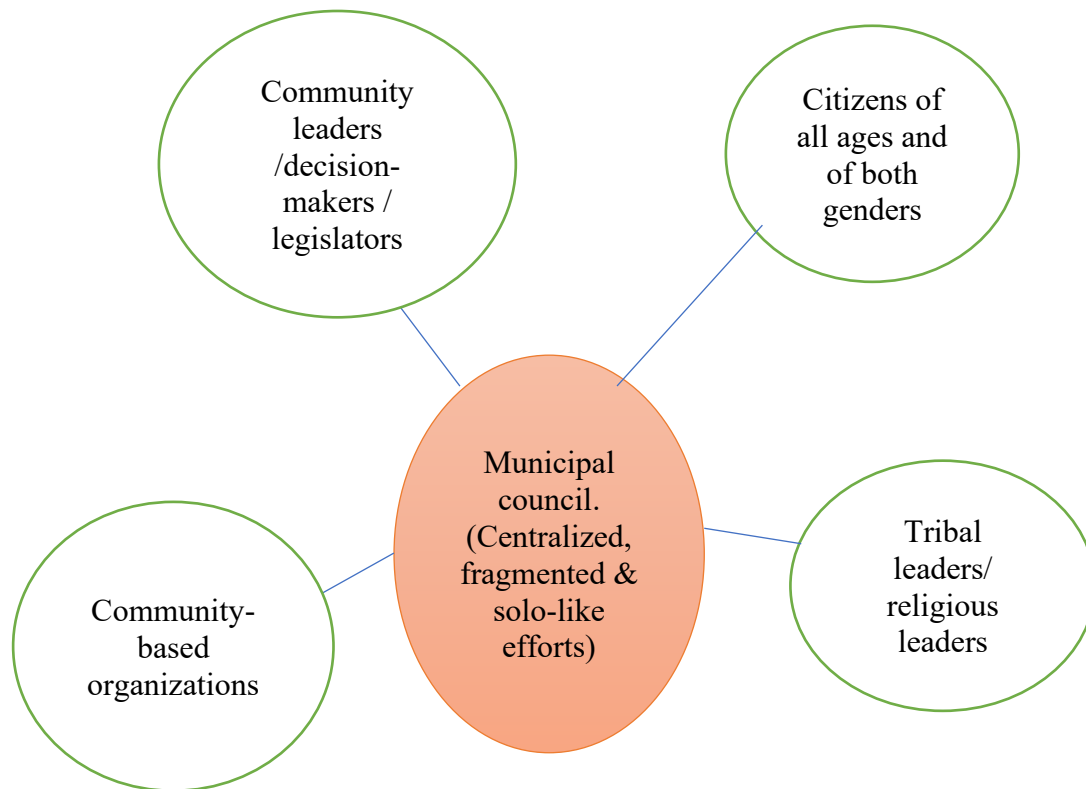 Community
leaders
/decision-
makers /
legislators
Citizens of
all ages and
of both
genders
Municipal
council.
(Centralized,
fragmented &
solo-like
efforts)
Community-
based
organizations
Tribal
leaders/
religious
leaders